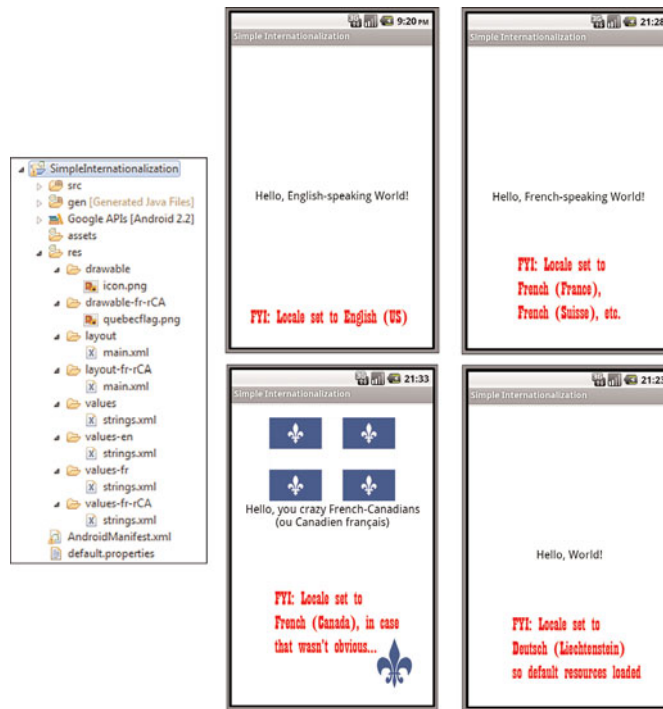 SimpleInternationalization
src
gen [Generated Java Files]
Google APIs [Android 2.2]
assets
res
drawable
icon.png
drawable-fr-rCA
quebecflag.png
layout
main.xml
layout-fr-rCA
main.xml
values
strings.xml
values-en
strings.xml
values-fr
strings.xml
values-fr-rCA
strings.xml
AndroidManifest.xml
default.properties
9:20 PM
Simple Internationalization
Hello, English-speaking World!
FYI: Locale set to English (US)
21:28
Simple Internationalization
Hello, French-speaking World!
FYI: Locale set to
French (France),
French (Suisse), etc.
21:33
Simple Internationalization
Hello, you crazy French-Canadians
(ou Canadien français)
FYI: Locale set to
French (Canada), in case
that wasn't obvious...
21:23
Simple Internationalization
Hello, World!
FYI: Locale set to
Deutsch (Liechtenstein)
so default resources loaded